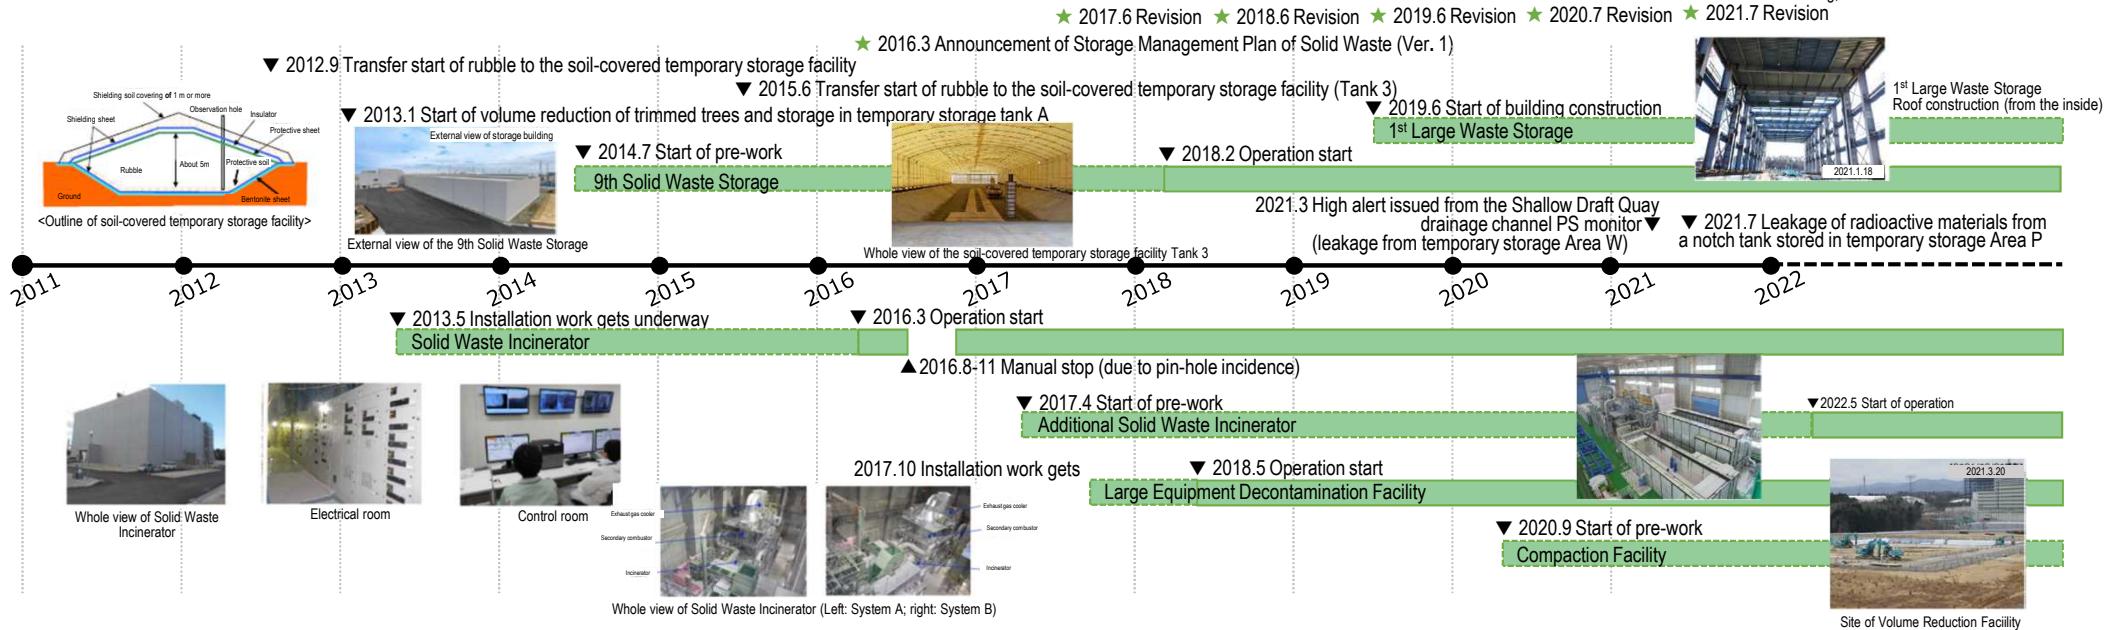 ★ 2017.6 Revision ★ 2018.6 Revision ★ 2019.6 Revision ★ 2020.7 Revision ★ 2021.7 Revision
★ 2016.3 Announcement of Storage Management Plan of Solid Waste (Ver. 1)
▼ 2012.9 Transfer start of rubble to the soil-covered temporary storage facility
▼ 2015.6 Transfer start of rubble to the soil-covered temporary storage facility (Tank 3)
▼ 2013.1 Start of volume reduction of trimmed trees and storage in temporary storage tank A
Shielding soil covering of 1 m or more
Observation hole
Shielding sheet
Insulator
Protective sheet
About 5m
Protective soil
Rubble
Ground
Bentonite sheet
<Outline of soil-covered temporary storage facility>
External view of storage building
External view of the 9th Solid Waste Storage
▼ 2014.7 Start of pre-work
9th Solid Waste Storage
Whole view of the soil-covered temporary storage facility Tank 3
▼ 2018.2 Operation start
▼ 2019.6 Start of building construction
1st Large Waste Storage
2021.1.18
1st Large Waste Storage
Roof construction (from the inside)
2021.3 High alert issued from the Shallow Draft Quay
drainage channel PS monitor ▼
(leakage from temporary storage Area W)
▼ 2021.7 Leakage of radioactive materials from
a notch tank stored in temporary storage Area P
2011
2012
2013
2014
2015
2016
2017
2018
2019
2020
2021
2022
▼ 2013.5 Installation work gets underway
Solid Waste Incinerator
▼ 2016.3 Operation start
▲ 2016.8-11 Manual stop (due to pin-hole incidence)
▼ 2017.4 Start of pre-work
Additional Solid Waste Incinerator
▼ 2022.5 Start of operation
2017.10 Installation work gets
▼ 2018.5 Operation start
Large Equipment Decontamination Facility
▼ 2020.9 Start of pre-work
Compaction Facility
2021.3.20
Site of Volume Reduction Faciility
Whole view of Solid Waste
Incinerator
Electrical room
Control room
Exhaust gas cooler
Secondary combustor
Incinerator
Exhaust gas cooler
Secondary combustor
Incinerator
Whole view of Solid Waste Incinerator (Left: System A; right: System B)